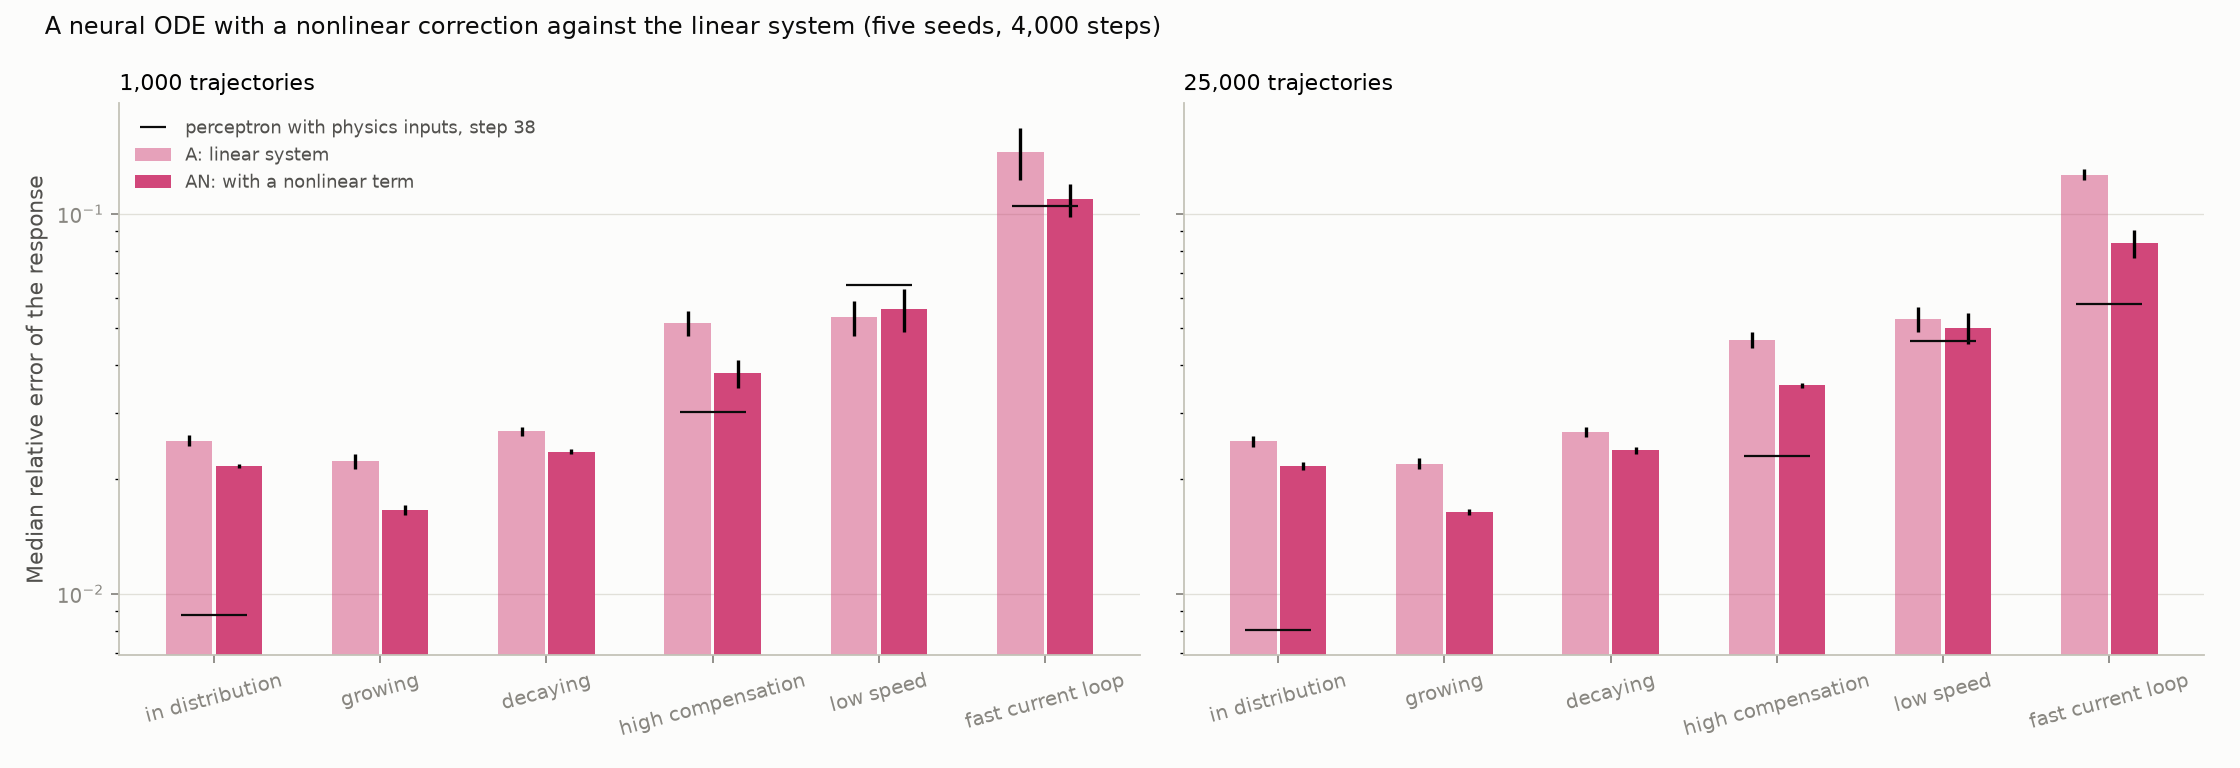 A neural ODE with a nonlinear correction against the linear system (five seeds, 4,000 steps)
1,000 trajectories
perceptron with physics inputs, step 38
A: linear system
AN: with a nonlinear term
Median relative error of the response
10⁻¹
10⁻²
in distribution
growing
decaying
high compensation
low speed
fast current loop
25,000 trajectories
in distribution
growing
decaying
high compensation
low speed
fast current loop